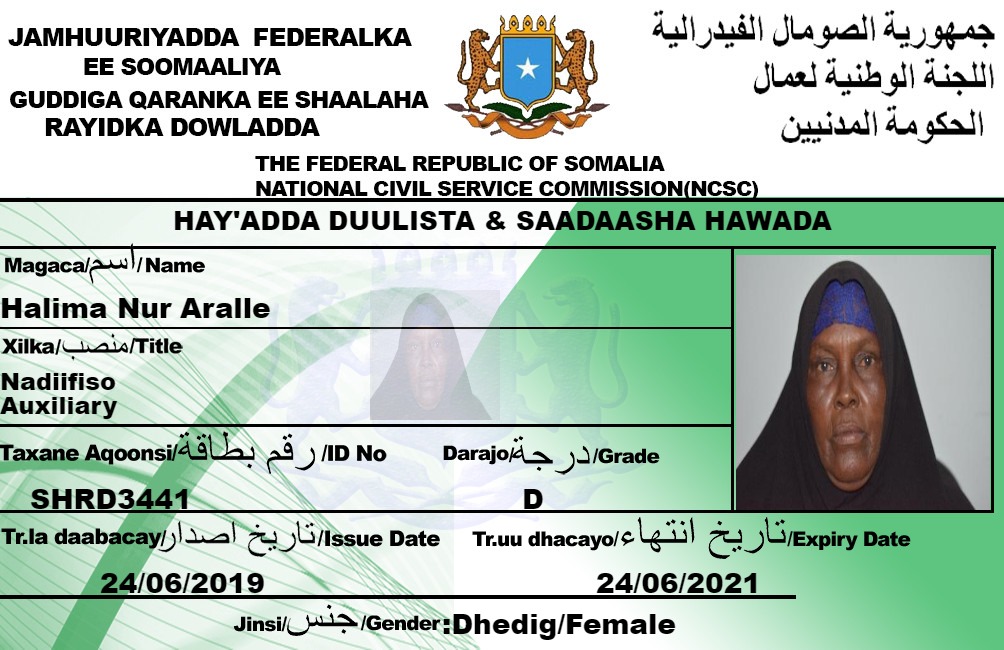 JAMHUURIYADDA FEDERALKA
EE SOOMAALIYA
GUDDIGA QARANKA EE SHAALAHA
RAYIDKA DOWLADDA
جمهورية الصومال الفيدرالية
اللجنة الوطنية لعمال
الحكومة المدنيين
THE FEDERAL REPUBLIC OF SOMALIA
NATIONAL CIVIL SERVICE COMMISSION(NCSC)
HAY'ADDA DUULISTA & SAADAASHA HAWADA
Magaca/اسم/Name
Halima Nur Aralle
Xilka/منصب/Title
Nadiifiso
Auxiliary
Taxane Aqoonsi/رقم بطاقة/ID No
SHRD3441
Darajo/درجة/Grade
D
Tr.la daabacay/تاريخ اصدار/Issue Date
24/06/2019
Tr.uu dhacayo/تاريخ انتهاء/Expiry Date
24/06/2021
Jinsi/جنس/Gender:Dhedig/Female